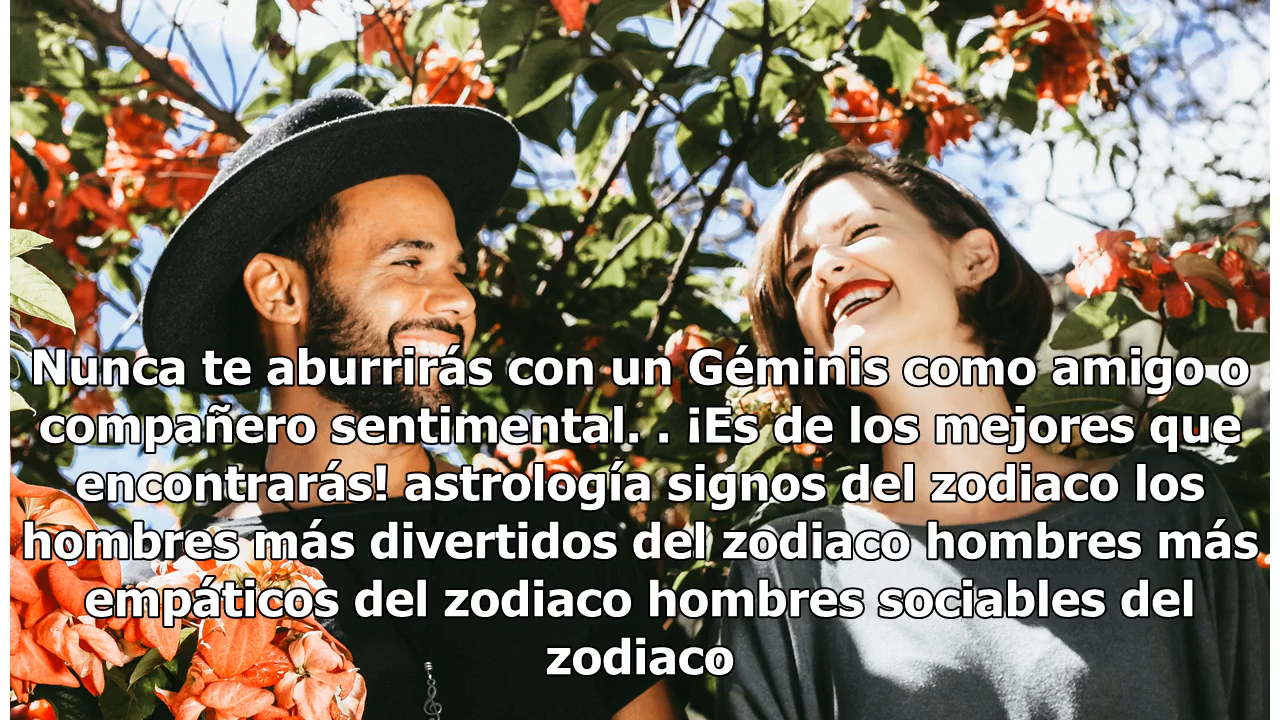 Nunca te aburrirás con un Géminis como amigo o
compañero sentimental. . ¡Es de los mejores que
encontrarás! astrología signos del zodiaco los
hombres más divertidos del zodiaco hombres más
empáticos del zodiaco hombres sociables del
zodiaco